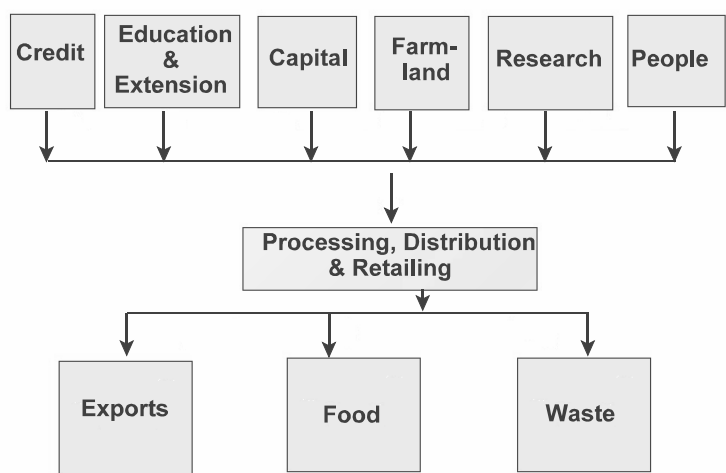 Credit
Education
&
Extension
Capital
Farm-
land
Research
People
Processing, Distribution
& Retailing
Exports
Food
Waste